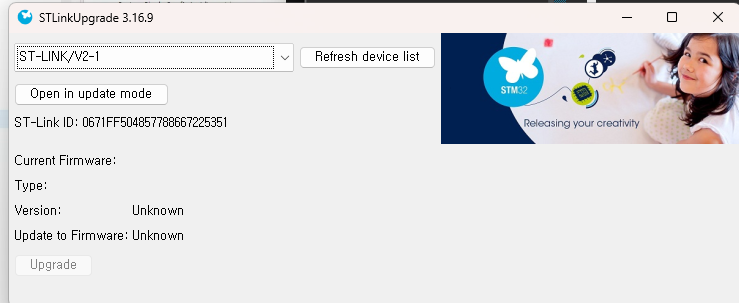 STLinkUpgrade 3.16.9
ST-LINK/V2-1
Refresh device list
Open in update mode
ST-Link ID: 0671FF504857788667225351
Current Firmware:
Type:
Version: Unknown
Update to Firmware: Unknown
Upgrade
STM32
Releasing your creativity